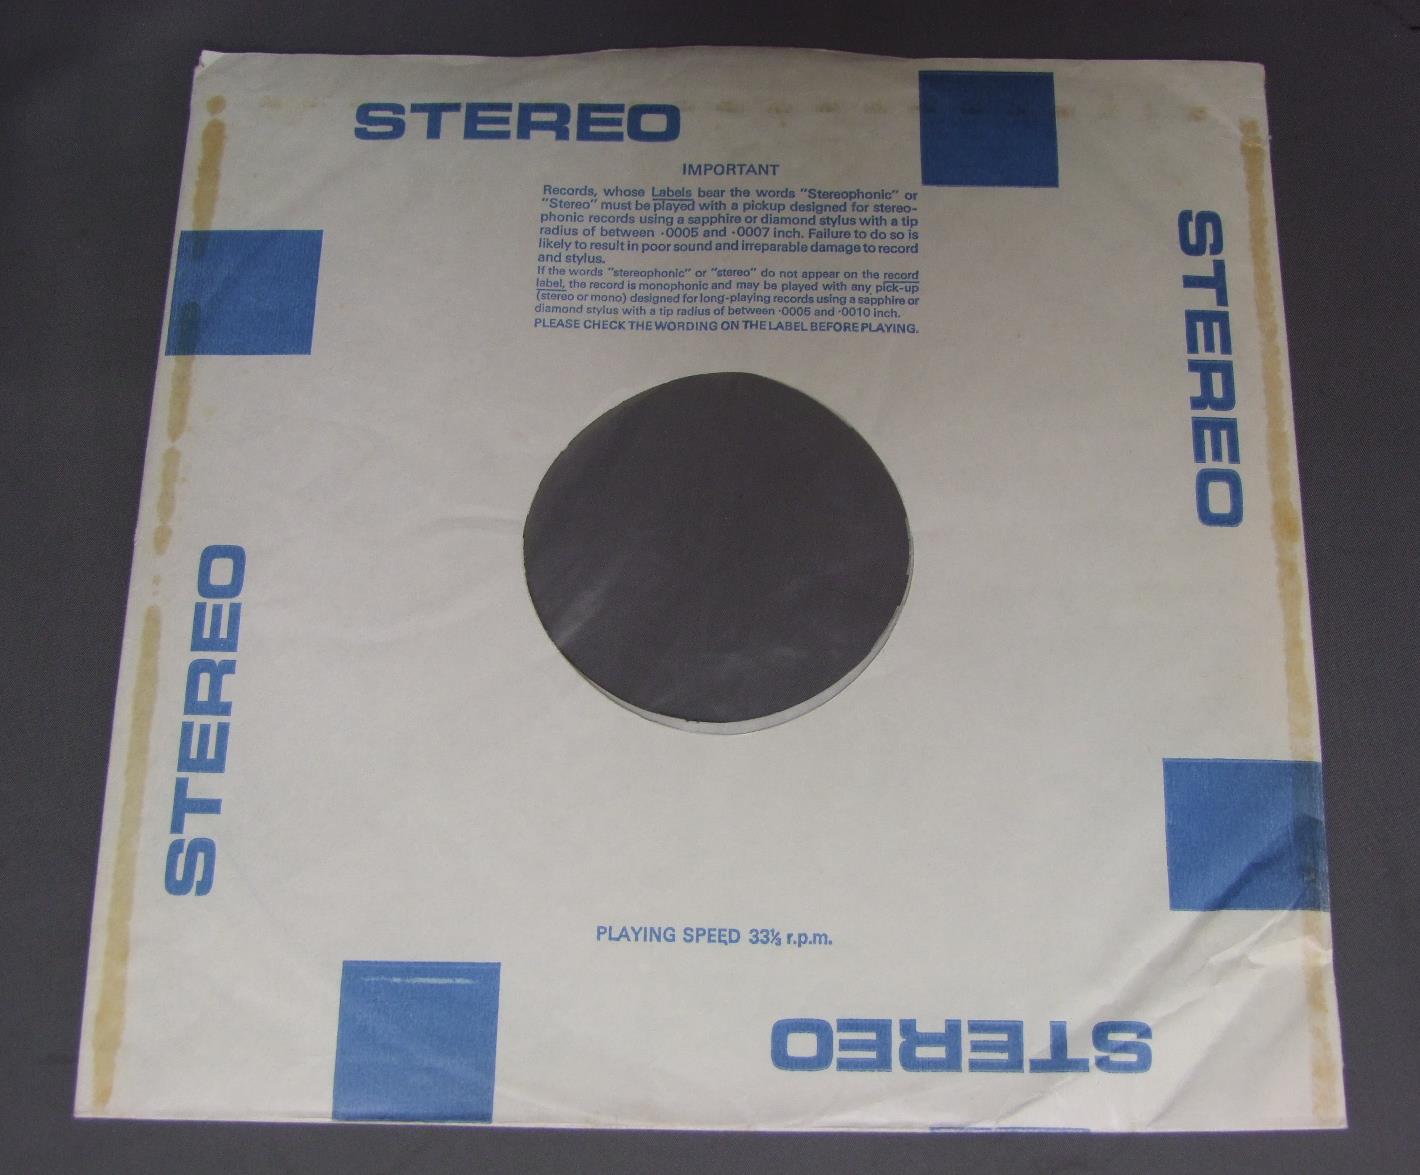 STEREO
IMPORTANT
Records, whose Labels bear the words "Stereophonic" or
"Stereo" must be played with a pickup designed for stereo-
phonic records using a sapphire or diamond stylus with a tip
radius of between ·0005 and ·0007 inch. Failure to do so is
likely to result in poor sound and irreparable damage to record
and stylus.
If the words "stereophonic" or "stereo" do not appear on the record
label, the record is monophonic and may be played with any pick-up
(stereo or mono) designed for long-playing records using a sapphire or
diamond stylus with a tip radius of between ·0005 and ·0010 inch.
PLEASE CHECK THE WORDING ON THE LABEL BEFORE PLAYING.
STEREO
STEREO
PLAYING SPEED 33⅓ r.p.m.
STEREO